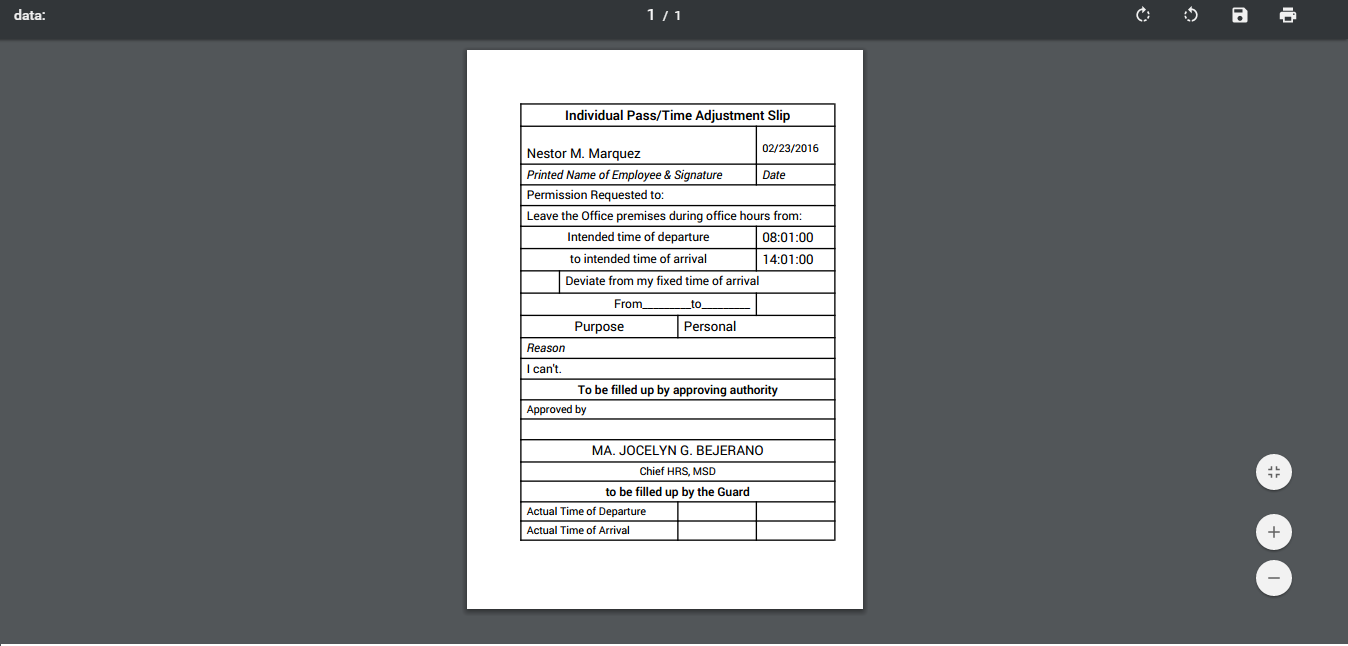 data:
1 / 1
Individual Pass/Time Adjustment Slip
Nestor M. Marquez 02/23/2016
Printed Name of Employee & Signature Date
Permission Requested to:
Leave the Office premises during office hours from:
Intended time of departure 08:01:00
to intended time of arrival 14:01:00
Deviate from my fixed time of arrival
From________to________
Purpose Personal
Reason
I can't.
To be filled up by approving authority
Approved by
MA. JOCELYN G. BEJERANO
Chief HRS, MSD
to be filled up by the Guard
Actual Time of Departure
Actual Time of Arrival